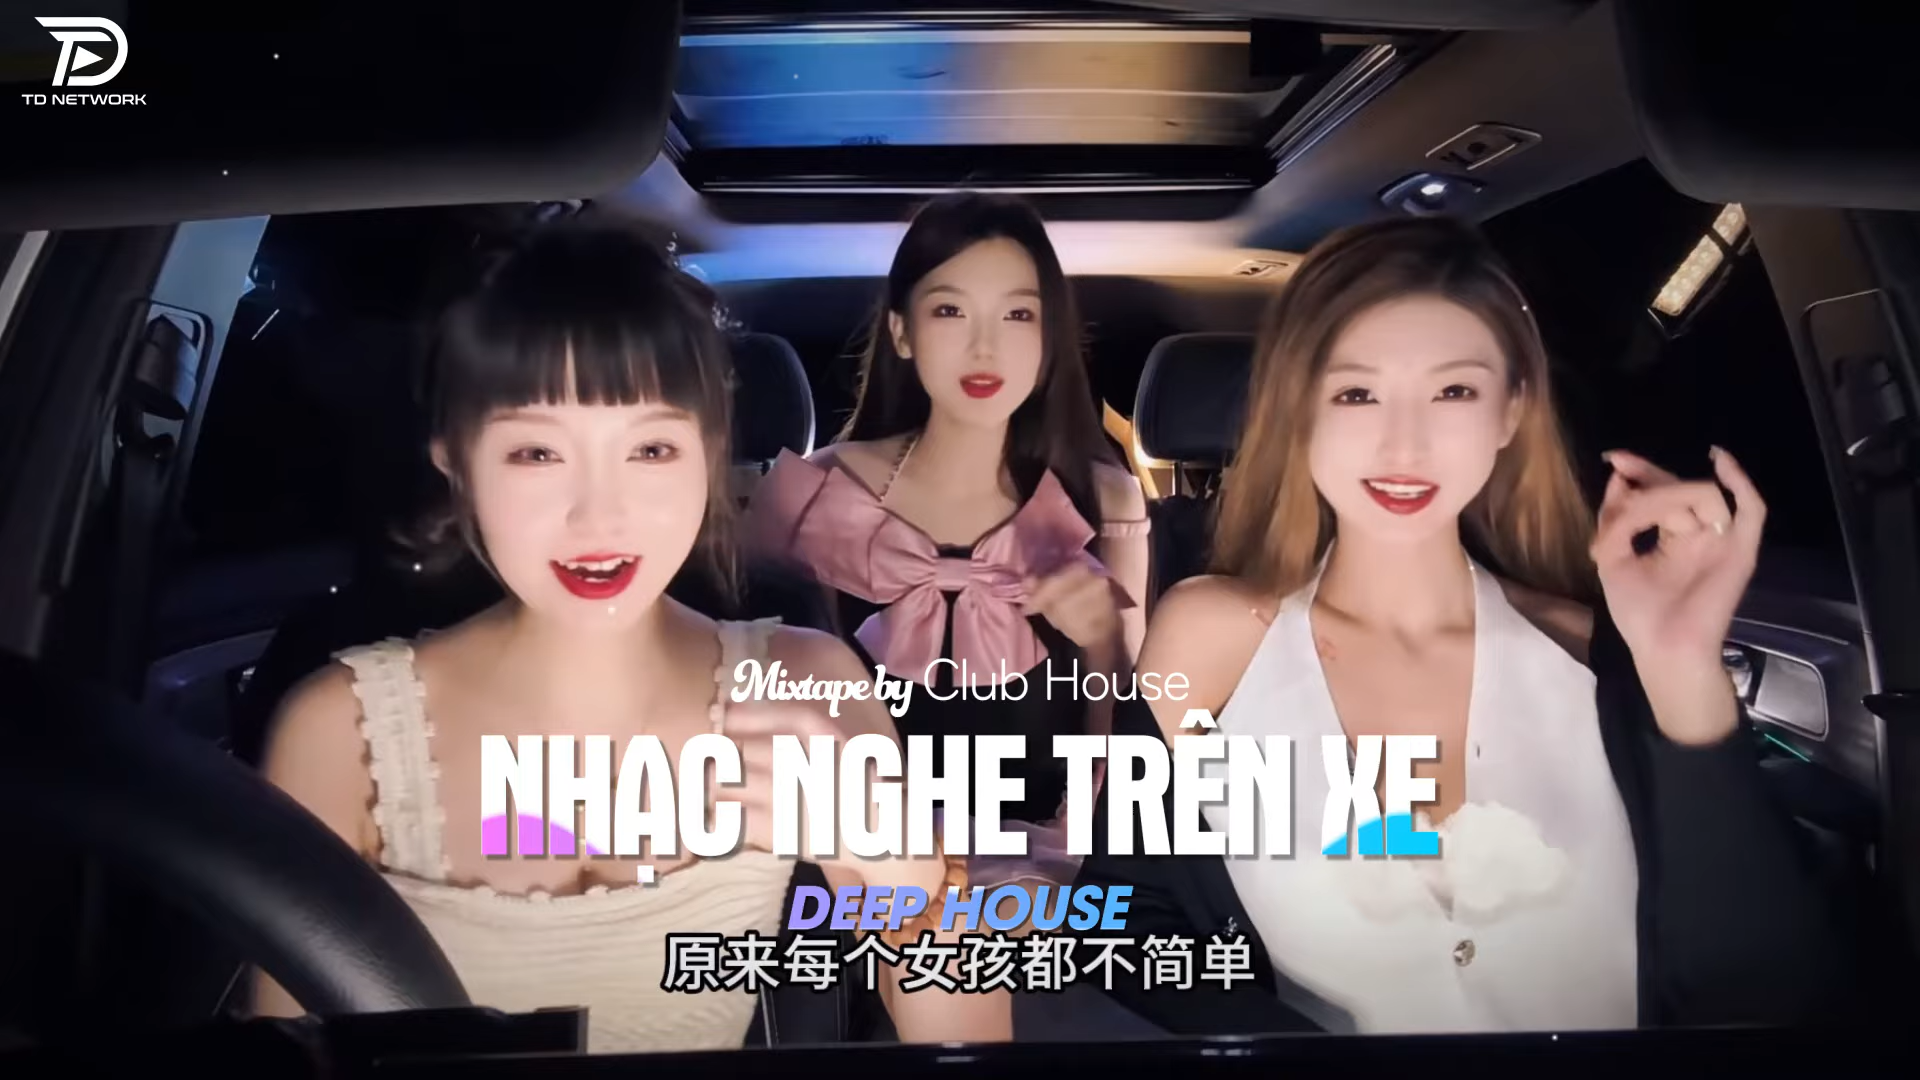 TD NETWORK
Mixtape by Club House
NHẠC NGHE TRÊN XE
DEEP HOUSE
原来每个女孩都不简单